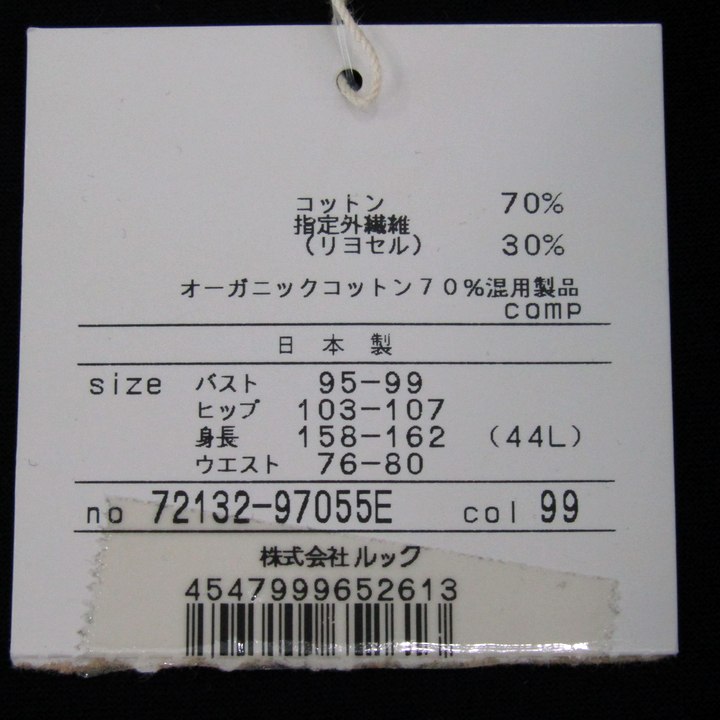 コットン 70%
指定外繊維
（リヨセル） 30%
オーガニックコットン７０％混用製品
comp
日本製
size バスト 95-99
ヒップ 103-107
身長 158-162 （44L）
ウエスト 76-80
no 72132-97055E col 99
株式会社ルック
4547999652613